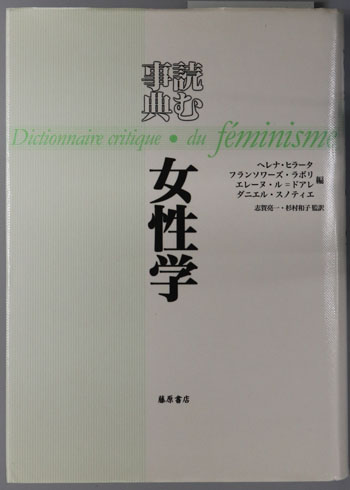 読む
事典
Dictionnaire critique • du féminisme
女性学
ヘレナ・ヒラータ
フランソワーズ・ラボリ
エレーヌ・ル=ドアレ
ダニエル・スノティエ
編
志賀亮一・杉村和子 監訳
藤原書店